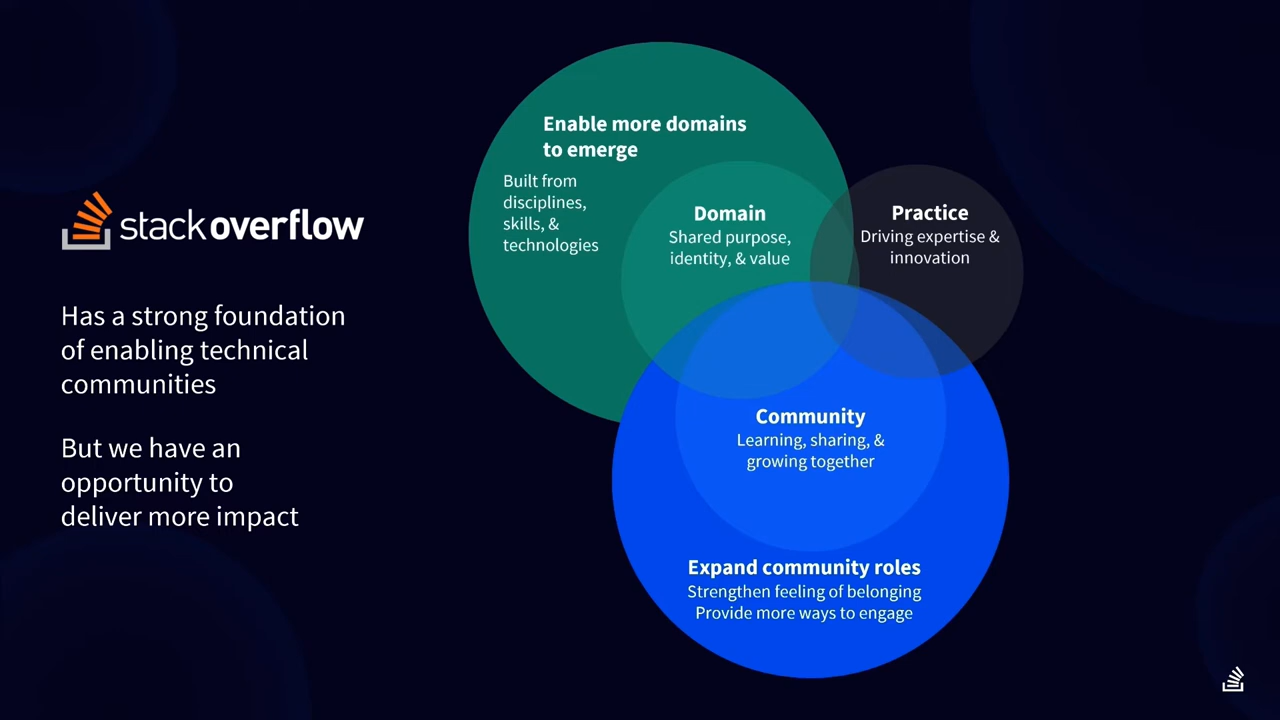 stackoverflow
Has a strong foundation
of enabling technical
communities
But we have an
opportunity to
deliver more impact
Enable more domains
to emerge
Built from
disciplines,
skills, &
technologies
Domain
Shared purpose,
identity, & value
Practice
Driving expertise &
innovation
Community
Learning, sharing, &
growing together
Expand community roles
Strengthen feeling of belonging
Provide more ways to engage